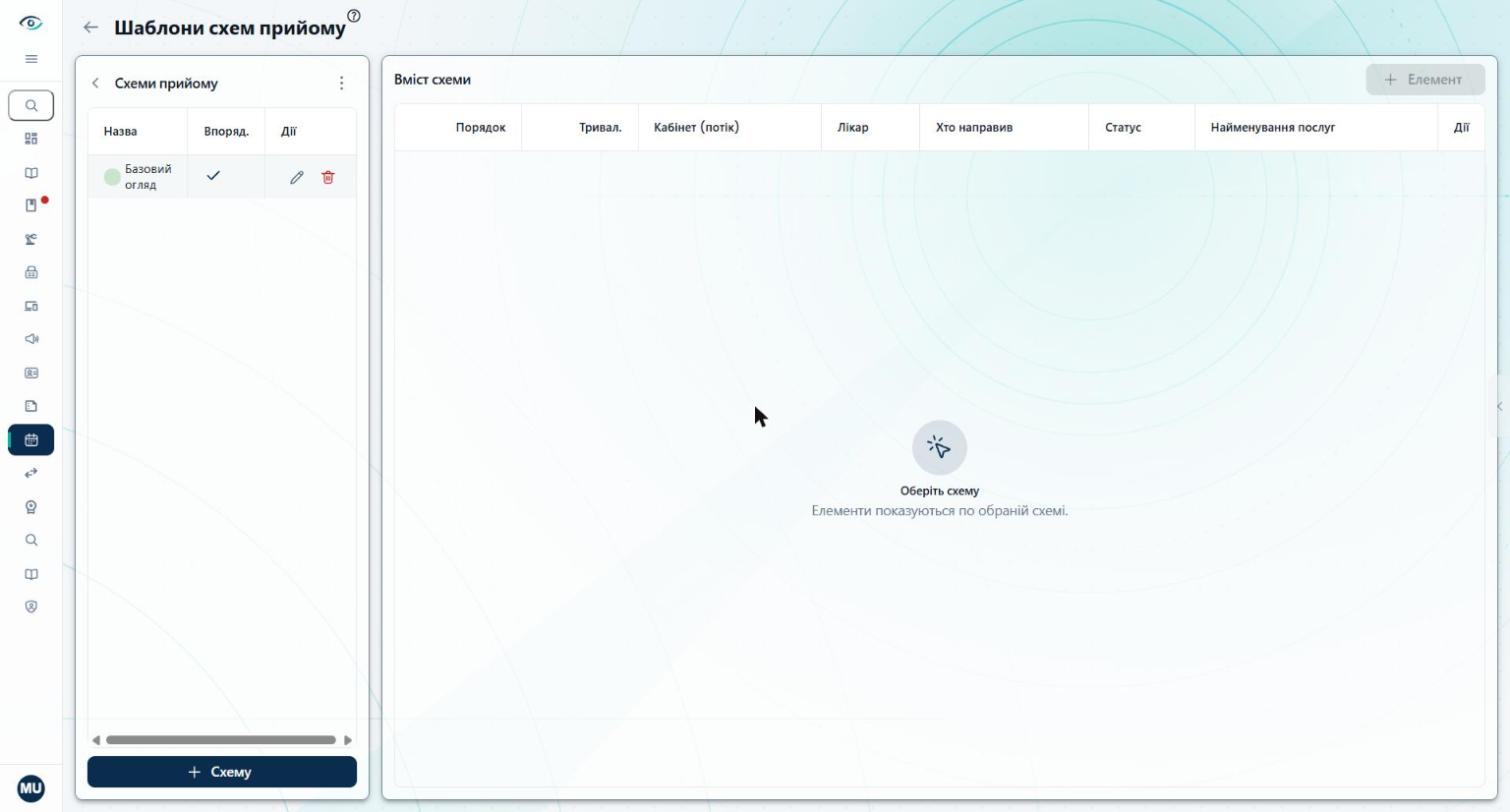 Шаблони схем прийому
Схеми прийому
Назва
Впоряд.
Дії
Базовий
огляд
+ Схему
Вміст схеми
+ Елемент
Порядок
Тривал.
Кабінет (потік)
Лікар
Хто направив
Статус
Найменування послуг
Дії
Оберіть схему
Елементи показуються по обраній схемі.
MU